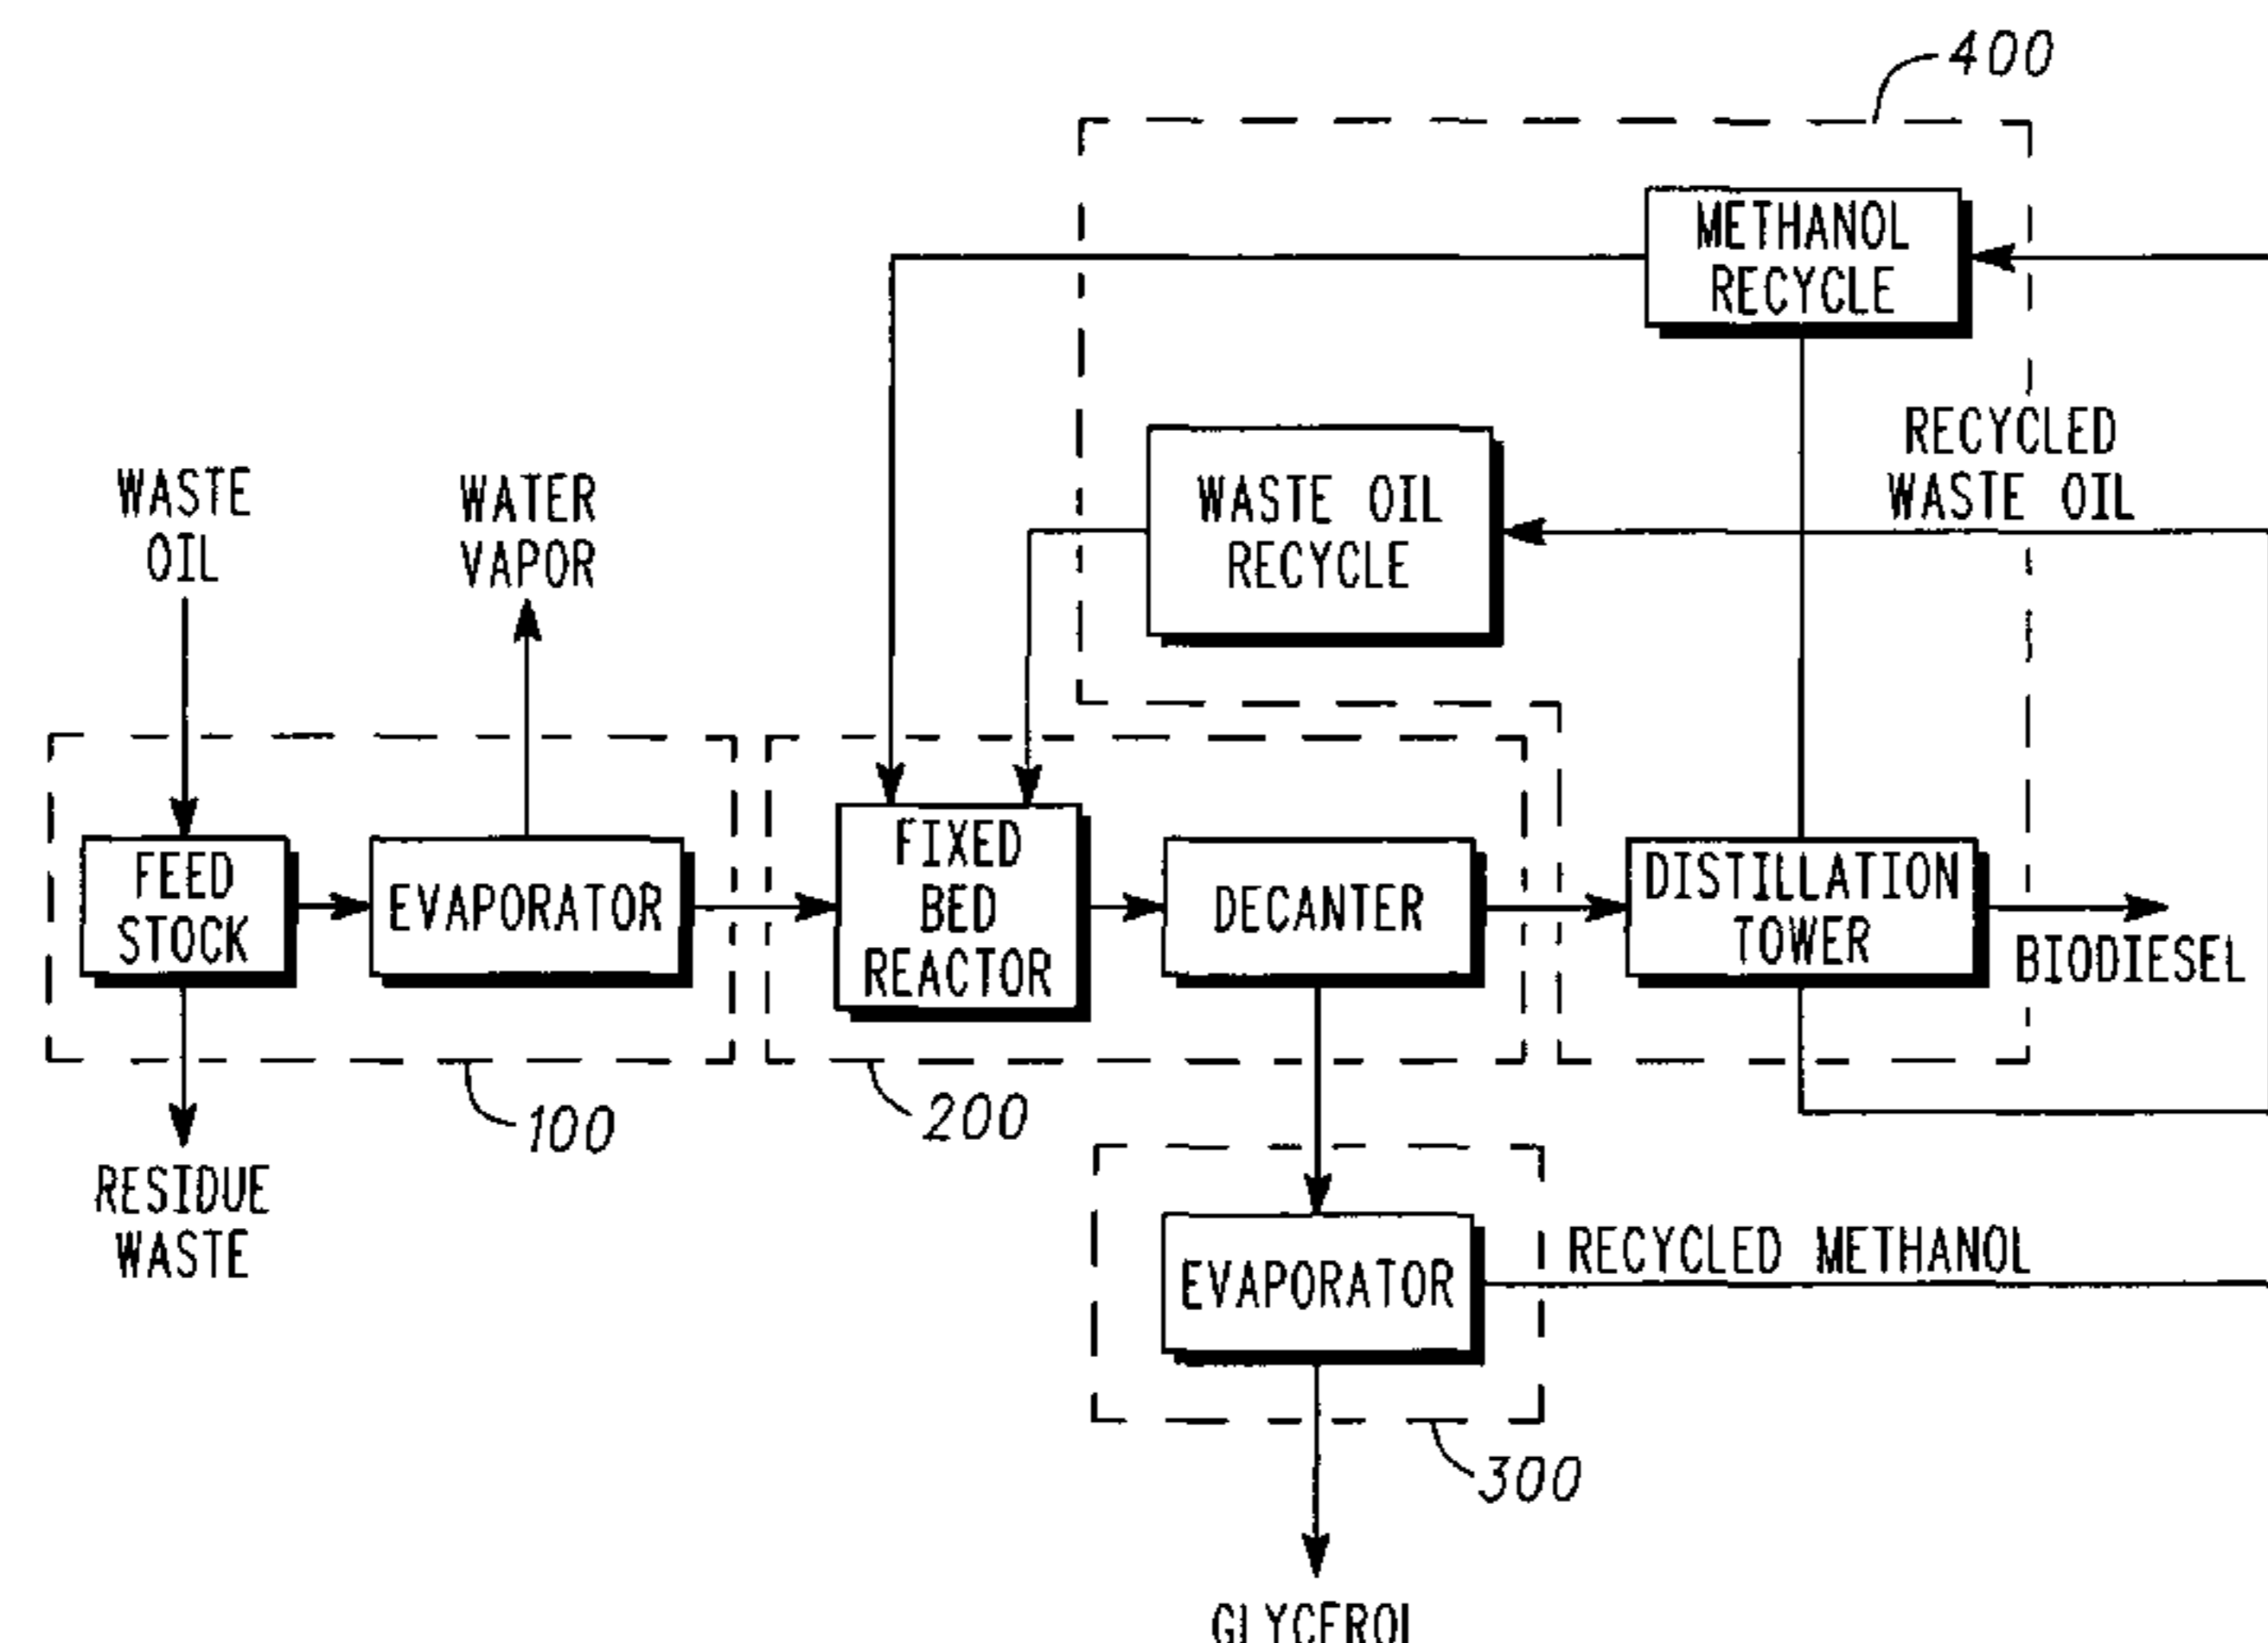 400
METHANOL
RECYCLE
RECYCLED
WASTE OIL
WASTE OIL
RECYCLE
WASTE
OIL
WATER
VAPOR
FEED
STOCK
EVAPORATOR
FIXED
BED
REACTOR
DECANTER
DISTILLATION
TOWER
BIODIESEL
100
200
RESIDUE
WASTE
EVAPORATOR
RECYCLED METHANOL
300
GLYCEROL